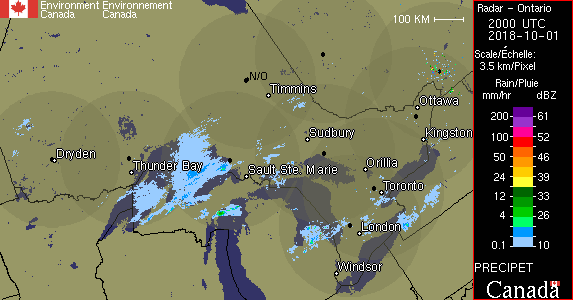 Environment Environnement
Canada Canada
100 KM
N/O
Timmins
Ottawa
Sudbury
Kingston
Dryden
Thunder Bay
Sault Ste. Marie
Orillia
Toronto
London
Windsor
Radar - Ontario
2000 UTC
2018-10-01
Scale/Échelle:
3.5 km/Pixel
Rain/Pluie
mm/hr dBZ
200 61
100 52
50 46
24 39
12 34
4 26
0.1 10
PRECIPET
Canada